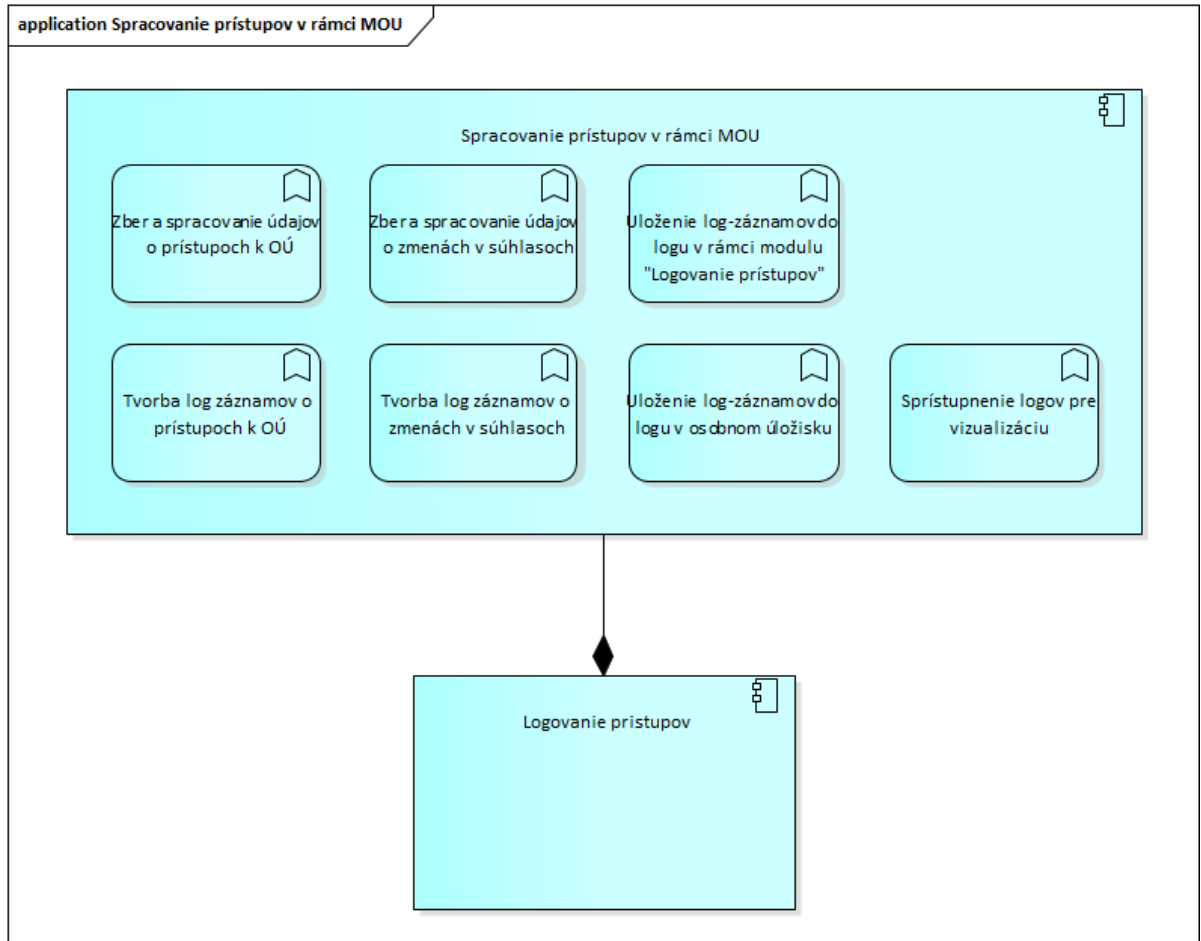 application Spracovanie prístupov v rámci MOU
Spracovanie prístupov v rámci MOU
Zber a spracovanie údajov
o prístupoch k OÚ
Zber a spracovanie údajov
o zmenách v súhlasoch
Uloženie log-záznamov do
logu v rámci modulu
"Logovanie prístupov"
Tvorba log záznamov o
prístupoch k OÚ
Tvorba log záznamov o
zmenách v súhlasoch
Uloženie log-záznamov do
logu v osobnom úložisku
Sprístupnenie logov pre
vizualizáciu
Logovanie pristupov